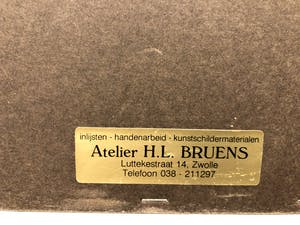 inlijsten - handenarbeid - kunstschildermaterialen
Atelier H.L. BRUENS
Luttekestraat 14, Zwolle
Telefoon 038 - 211297